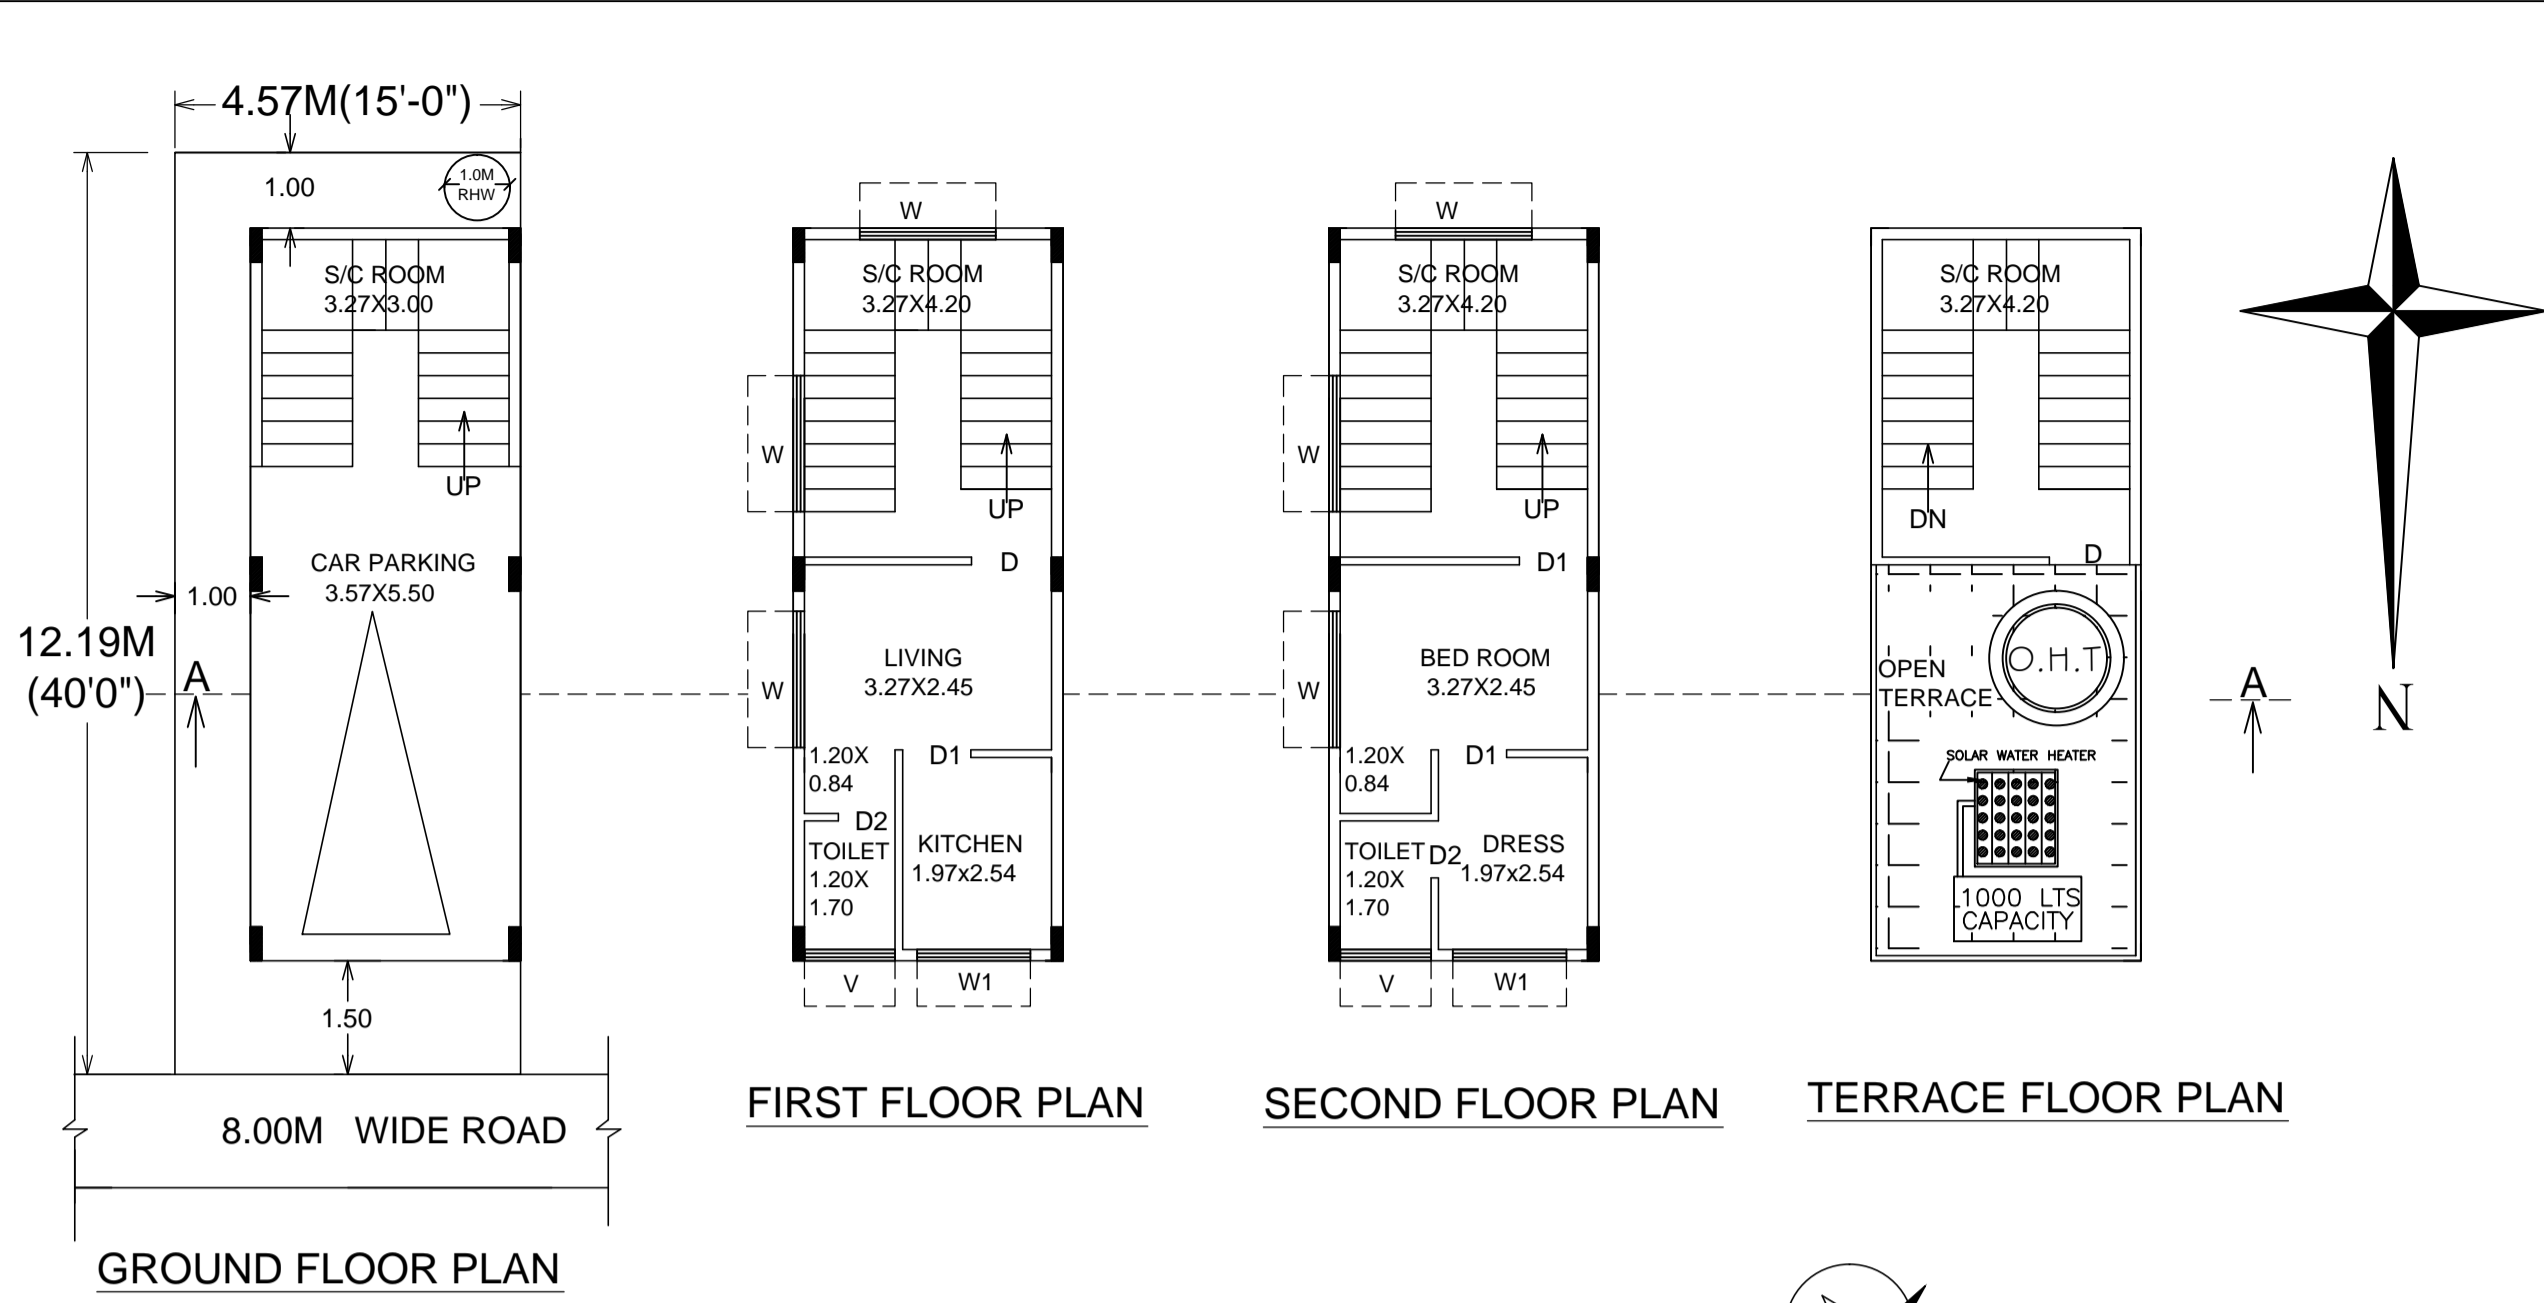 4.57M(15'-0")
1.00
1.0M
RHW
S/C ROOM
3.27X3.00
UP
CAR PARKING
3.57X5.50
1.00
12.19M
(40'0")
A
1.50
8.00M WIDE ROAD
GROUND FLOOR PLAN
W
S/C ROOM
3.27X4.20
W
UP
D
LIVING
3.27X2.45
W
1.20X
0.84
D1
D2
TOILET
1.20X
1.70
KITCHEN
1.97x2.54
V
W1
FIRST FLOOR PLAN
W
S/C ROOM
3.27X4.20
W
UP
D1
BED ROOM
3.27X2.45
W
1.20X
0.84
D1
TOILET
1.20X
1.70
D2
DRESS
1.97x2.54
V
W1
SECOND FLOOR PLAN
S/C ROOM
3.27X4.20
DN
D
OPEN
TERRACE
O.H.T
SOLAR WATER HEATER
1000 LTS
CAPACITY
TERRACE FLOOR PLAN
A
N